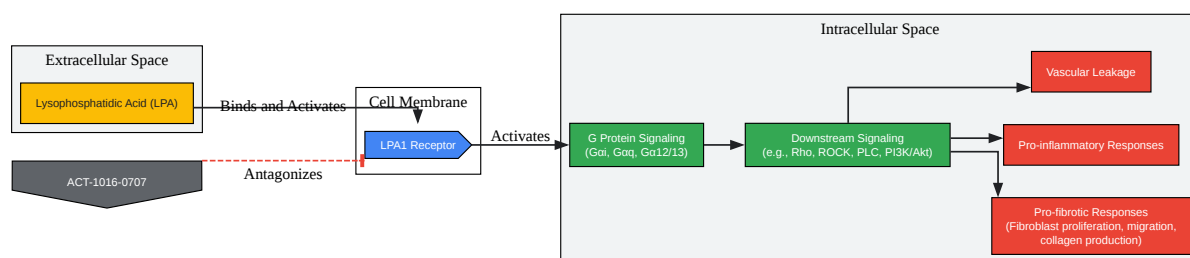 Extracellular Space
Lysophosphatidic Acid (LPA)
Binds and Activates
ACT-1016-0707
Antagonizes
Cell Membrane
LPA1 Receptor
Activates
Intracellular Space
G Protein Signaling
(Gαi, Gαq, Gα12/13)
Downstream Signaling
(e.g., Rho, ROCK, PLC, PI3K/Akt)
Vascular Leakage
Pro-inflammatory Responses
Pro-fibrotic Responses
(Fibroblast proliferation, migration,
collagen production)